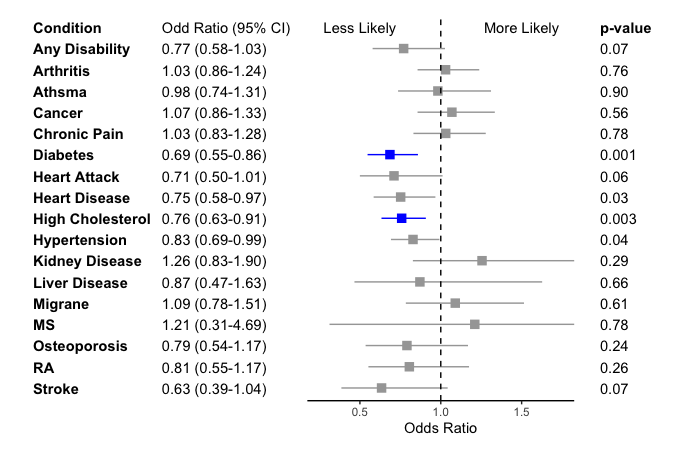 Condition Odd Ratio (95% CI) Less Likely More Likely p-value
Any Disability 0.77 (0.58-1.03) 0.07
Arthritis 1.03 (0.86-1.24) 0.76
Athsma 0.98 (0.74-1.31) 0.90
Cancer 1.07 (0.86-1.33) 0.56
Chronic Pain 1.03 (0.83-1.28) 0.78
Diabetes 0.69 (0.55-0.86) 0.001
Heart Attack 0.71 (0.50-1.01) 0.06
Heart Disease 0.75 (0.58-0.97) 0.03
High Cholesterol 0.76 (0.63-0.91) 0.003
Hypertension 0.83 (0.69-0.99) 0.04
Kidney Disease 1.26 (0.83-1.90) 0.29
Liver Disease 0.87 (0.47-1.63) 0.66
Migrane 1.09 (0.78-1.51) 0.61
MS 1.21 (0.31-4.69) 0.78
Osteoporosis 0.79 (0.54-1.17) 0.24
RA 0.81 (0.55-1.17) 0.26
Stroke 0.63 (0.39-1.04) 0.07
0.5 1.0 1.5
Odds Ratio